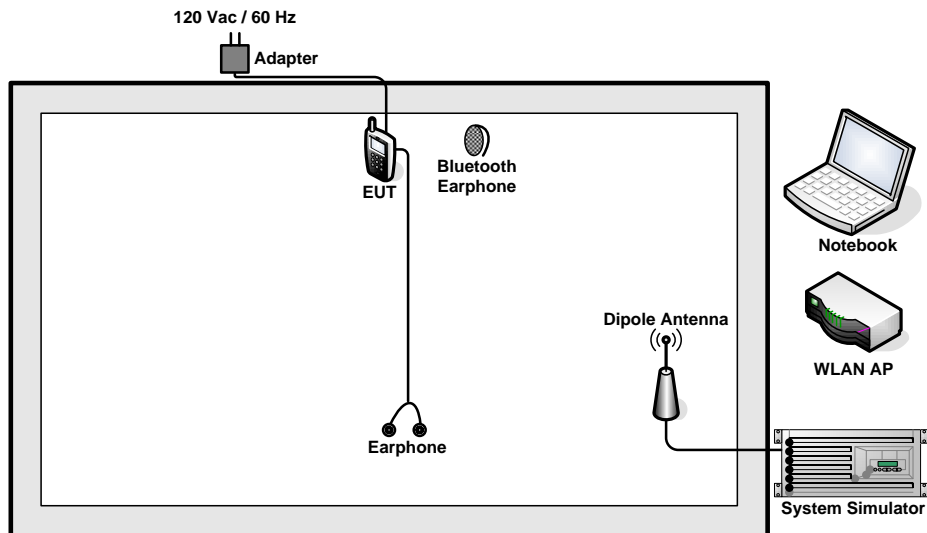 120 Vac / 60 Hz
Adapter
EUT
Bluetooth
Earphone
Notebook
Dipole Antenna
WLAN AP
Earphone
System Simulator